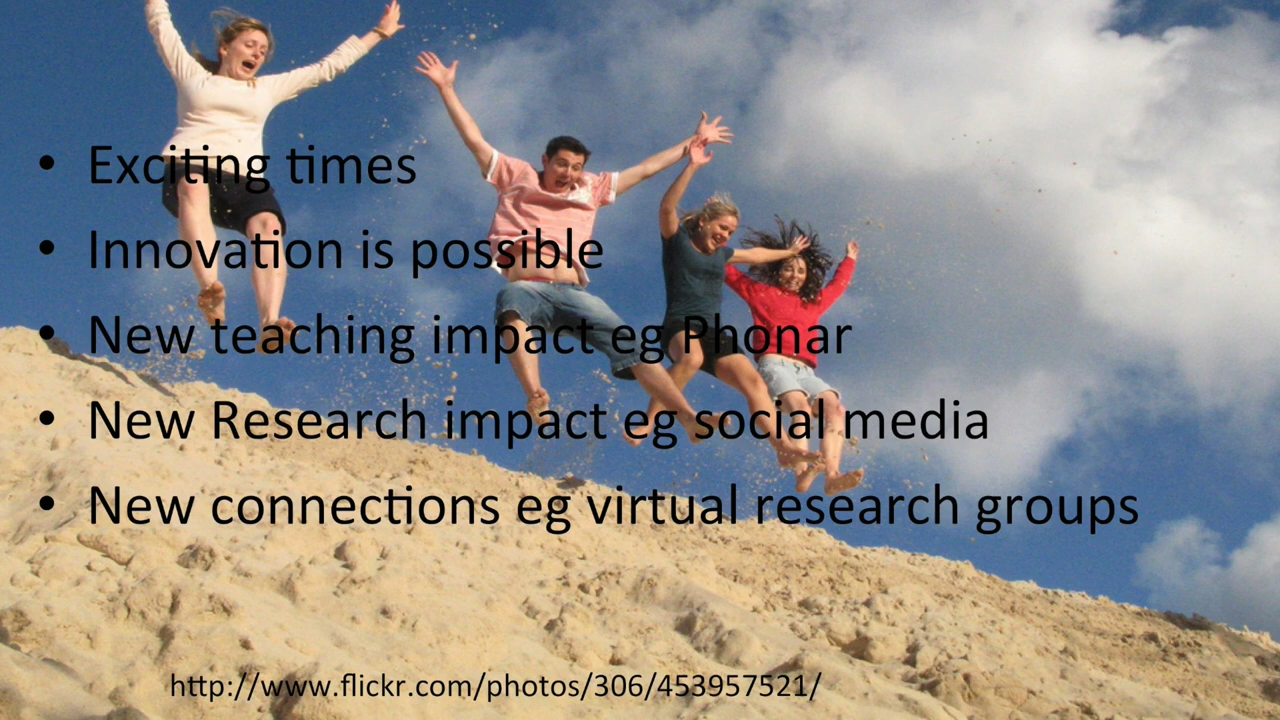 • Exciting times
• Innovation is possible
• New teaching impact eg Phonar
• New Research impact eg social media
• New connections eg virtual research groups
http://www.flickr.com/photos/306/453957521/